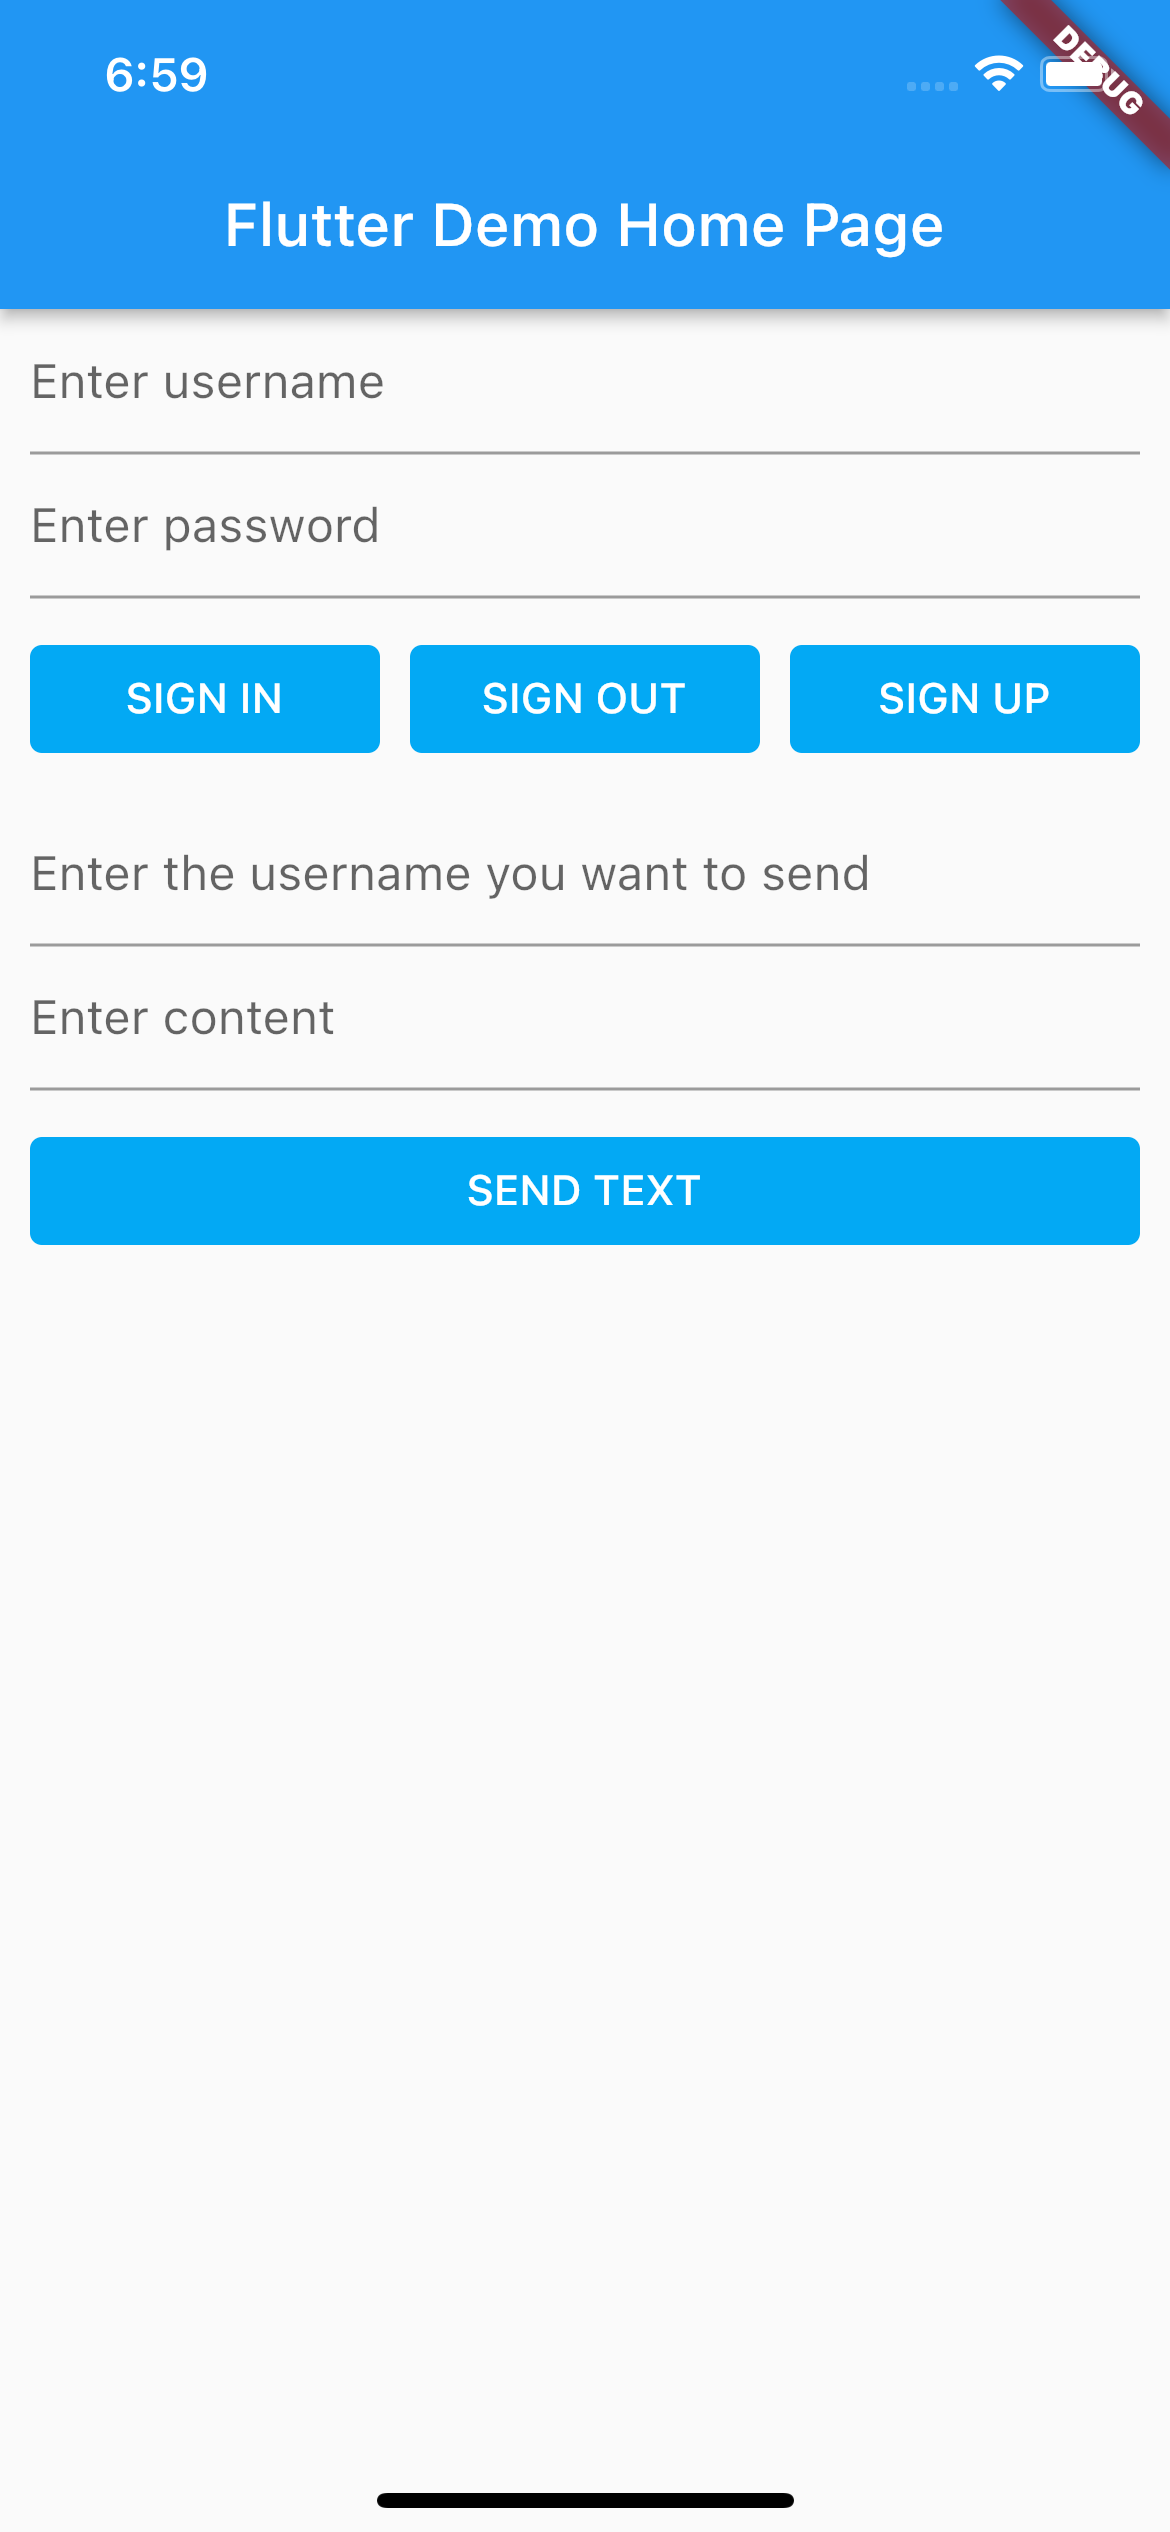 6:59
DEBUG
Flutter Demo Home Page
Enter username
Enter password
SIGN IN SIGN OUT SIGN UP
Enter the username you want to send
Enter content
SEND TEXT